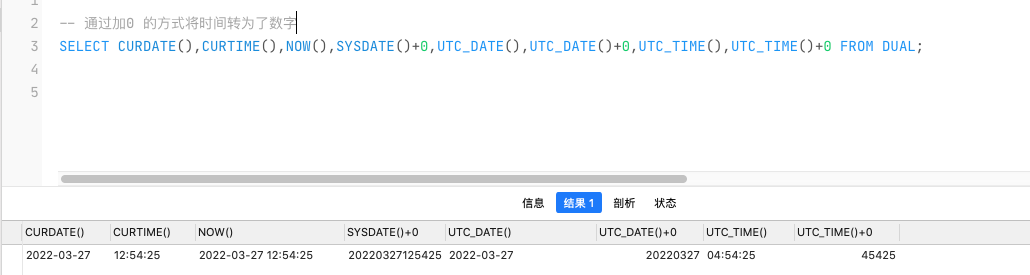 2 -- 通过加0 的方式将时间转为了数字
3 SELECT CURDATE(),CURTIME(),NOW(),SYSDATE()+0,UTC_DATE(),UTC_DATE()+0,UTC_TIME(),UTC_TIME()+0 FROM DUAL;
4
5
信息 结果 1 剖析 状态
CURDATE() CURTIME() NOW() SYSDATE()+0 UTC_DATE() UTC_DATE()+0 UTC_TIME() UTC_TIME()+0
2022-03-27 12:54:25 2022-03-27 12:54:25 20220327125425 2022-03-27 20220327 04:54:25 45425